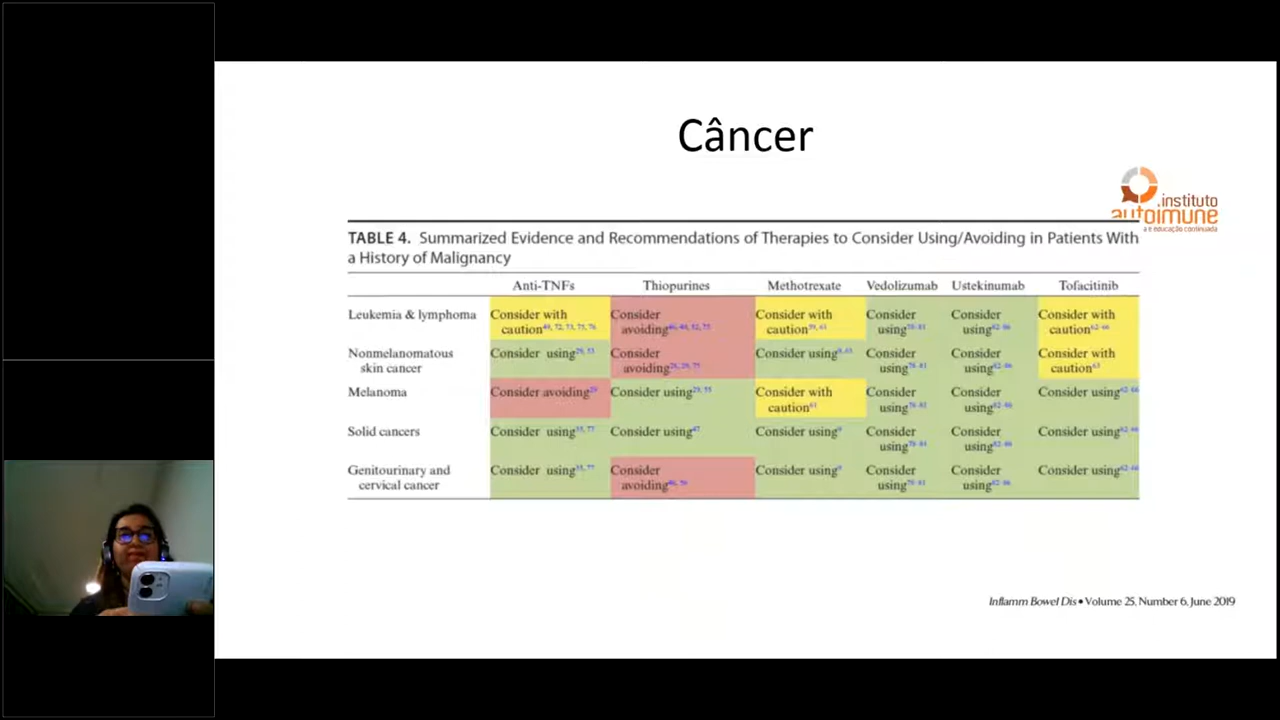 Câncer
.instituto
autoimune
a e educação continuada
TABLE 4. Summarized Evidence and Recommendations of Therapies to Consider Using/Avoiding in Patients With
a History of Malignancy
Anti-TNFs Thiopurines Methotrexate Vedolizumab Ustekinumab Tofacitinib
Leukemia & lymphoma Consider with caution Consider avoiding Consider with caution Consider using Consider using Consider with caution
Nonmelanomatous skin cancer Consider using Consider avoiding Consider using Consider using Consider using Consider with caution
Melanoma Consider avoiding Consider using Consider with caution Consider using Consider using Consider using
Solid cancers Consider using Consider using Consider using Consider using Consider using Consider using
Genitourinary and cervical cancer Consider using Consider avoiding Consider using Consider using Consider using Consider using
Inflamm Bowel Dis • Volume 25, Number 6, June 2019